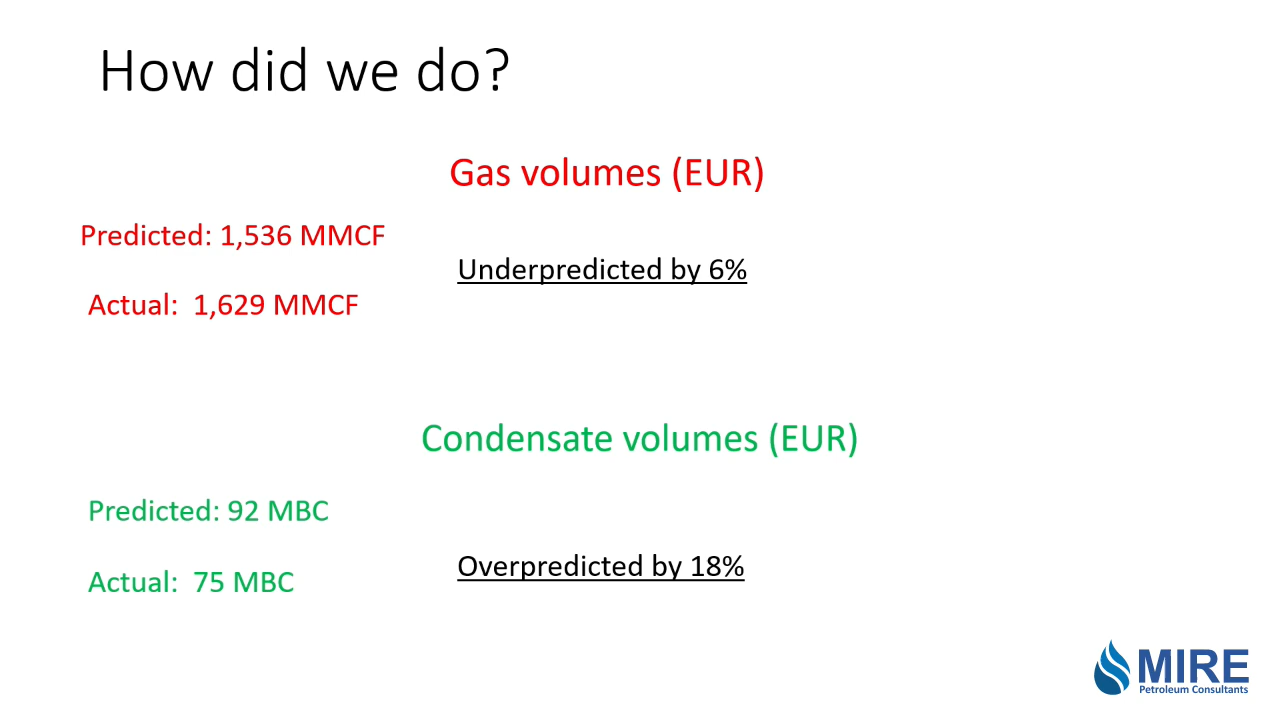 How did we do?
Gas volumes (EUR)
Predicted: 1,536 MMCF
Underpredicted by 6%
Actual: 1,629 MMCF
Condensate volumes (EUR)
Predicted: 92 MBC
Overpredicted by 18%
Actual: 75 MBC
MIRE
Petroleum Consultants